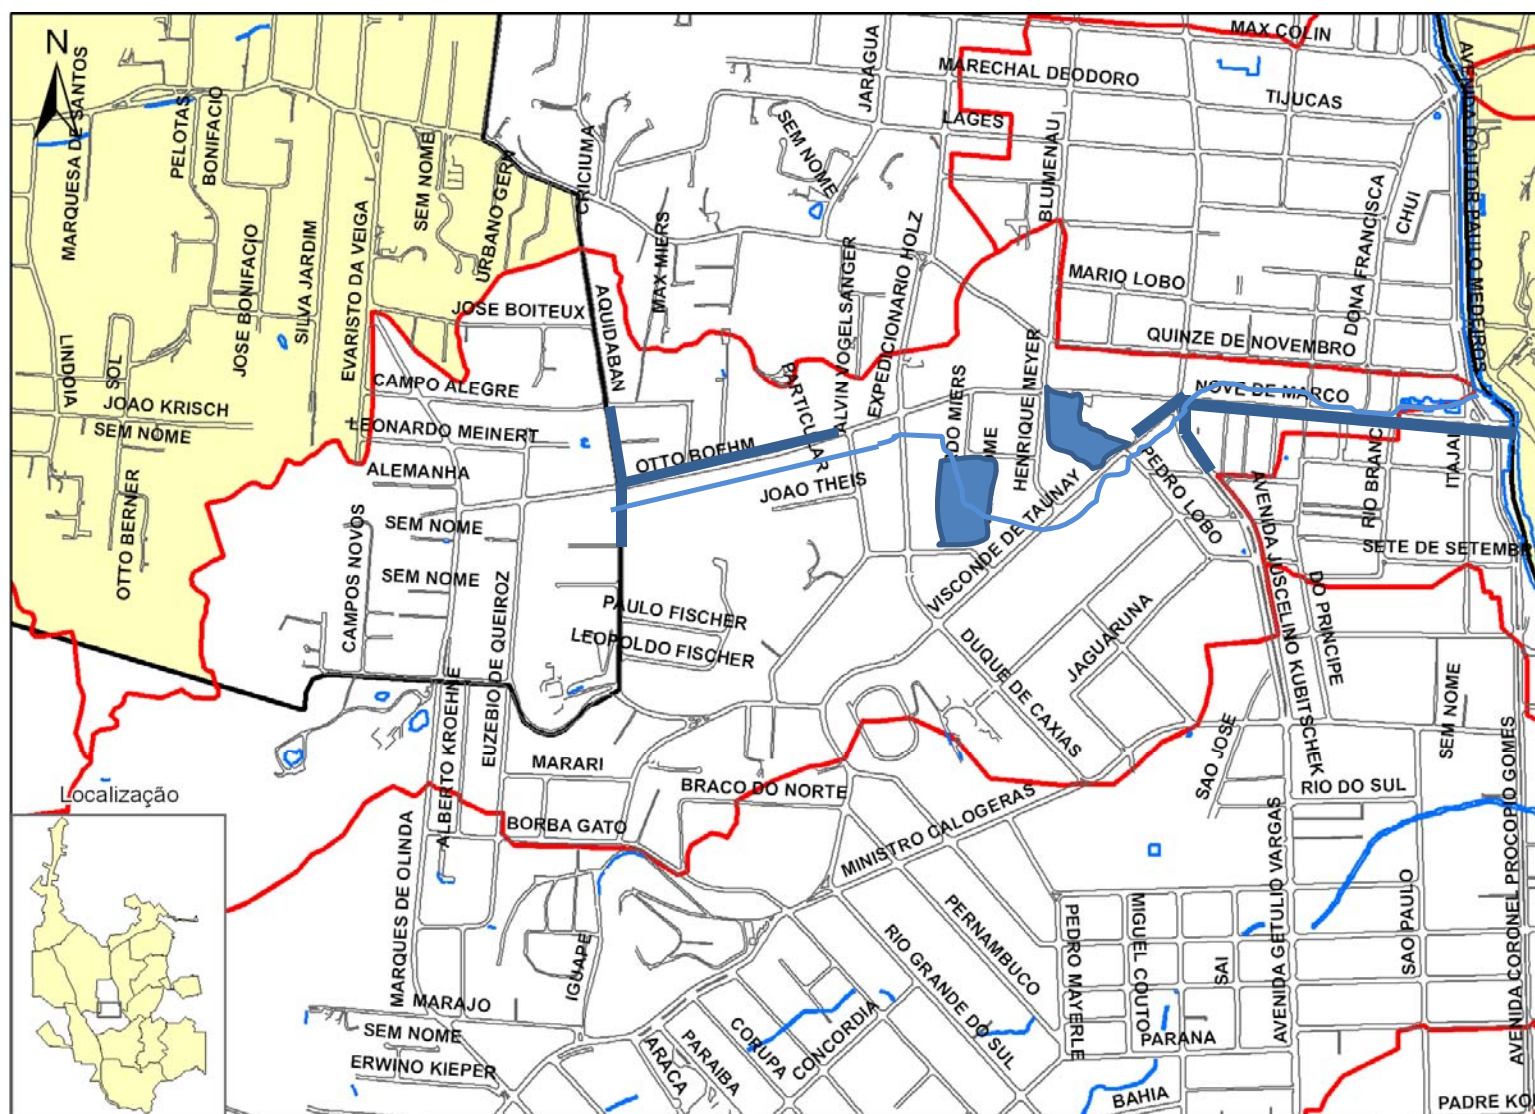 N
MAX COLIN
MARECHAL DEODORO
TIJUCAS
JARAGUA
LAGES
AVENIDA DOUTOR PAULO MEDEIROS
MARQUESA DE SANTOS
PELOTAS
BONIFACIO
SEM NOME
URBANO GERN
CRICIUMA
SEM NOME
BLUMENAU
DONA FRANCISCA
CHUI
JOSE BONIFACIO
SILVA JARDIM
EVARISTO DA VEIGA
MAX MIERS
ALVIN VOGELSANGER
EXPEDICIONARIO HOLZ
MARIO LOBO
JOSE BOITEUX
AQUIDABAN
QUINZE DE NOVEMBRO
LINDOIA
SOL
JOAO KRISCH
SEM NOME
CAMPO ALEGRE
PARTICULAR
DO MIERS
HENRIQUE MEYER
NOVE DE MARCO
LEONARDO MEINERT
OTTO BOEHM
ME
RIO BRANC
ITAJAI
OTTO BERNER
ALEMANHA
JOAO THEIS
PEDRO LOBO
AVENIDA JUSCELINO KUBITSCHEK
CAMPOS NOVOS
SEM NOME
VISCONDE DE TAUNAY
SETE DE SETEMBR
SEM NOME
EUZEBIO DE QUEIROZ
PAULO FISCHER
LEOPOLDO FISCHER
DUQUE DE CAXIAS
JAGUARUNA
DO PRINCIPE
ALBERTO KROEHNE
SEM NOME
SAO JOSE
MARARI
BRACO DO NORTE
RIO DO SUL
AVENIDA CORONEL PROCOPIO GOMES
Localização
BORBA GATO
MINISTRO CALOGERAS
AVENIDA GETULIO VARGAS
MARQUES DE OLINDA
IGUAPE
PERNAMBUCO
RIO GRANDE DO SUL
PEDRO MAYERLE
MIGUEL COUTO
SAI
SAO PAULO
MARAJO
SEM NOME
ERWINO KIEPER
ARACA
PARAIBA
CORUPA
CONCORDIA
PARANA
BAHIA
PADRE KO